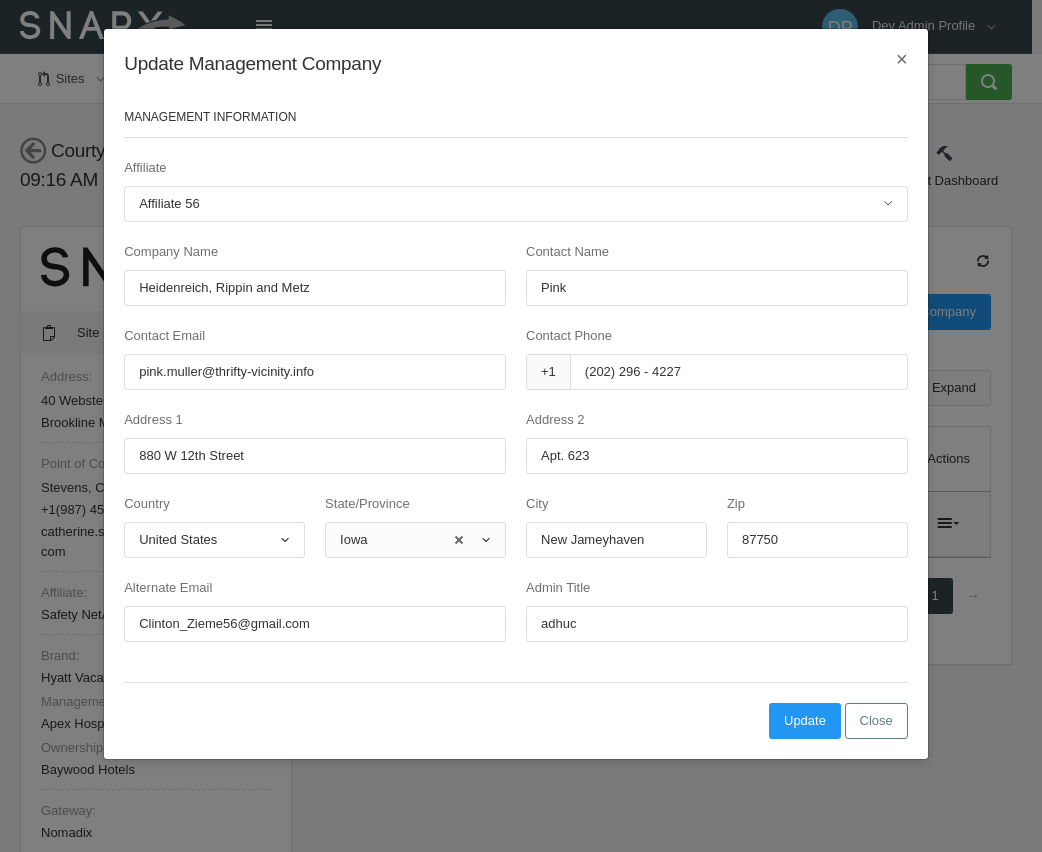 SNAPX
DP
Dev Admin Profile
Update Management Company
×
Sites
MANAGEMENT INFORMATION
Courty
09:16 AM
t Dashboard
Affiliate
Affiliate 56
Company Name
Contact Name
Heidenreich, Rippin and Metz
Pink
SN
ompany
Site
Contact Email
Contact Phone
pink.muller@thrifty-vicinity.info
+1
(202) 296 - 4227
Address:
40 Webste
Brookline M
Expand
Address 1
Address 2
880 W 12th Street
Apt. 623
Actions
Point of Co
Stevens, C
+1(987) 45
catherine.s
com
Country
State/Province
City
Zip
United States
Iowa
New Jameyhaven
87750
Affiliate:
Safety Net
Alternate Email
Admin Title
1 →
Clinton_Zieme56@gmail.com
adhuc
Brand:
Hyatt Vaca
Manageme
Apex Hosp
Ownership
Baywood Hotels
Update
Close
Gateway:
Nomadix